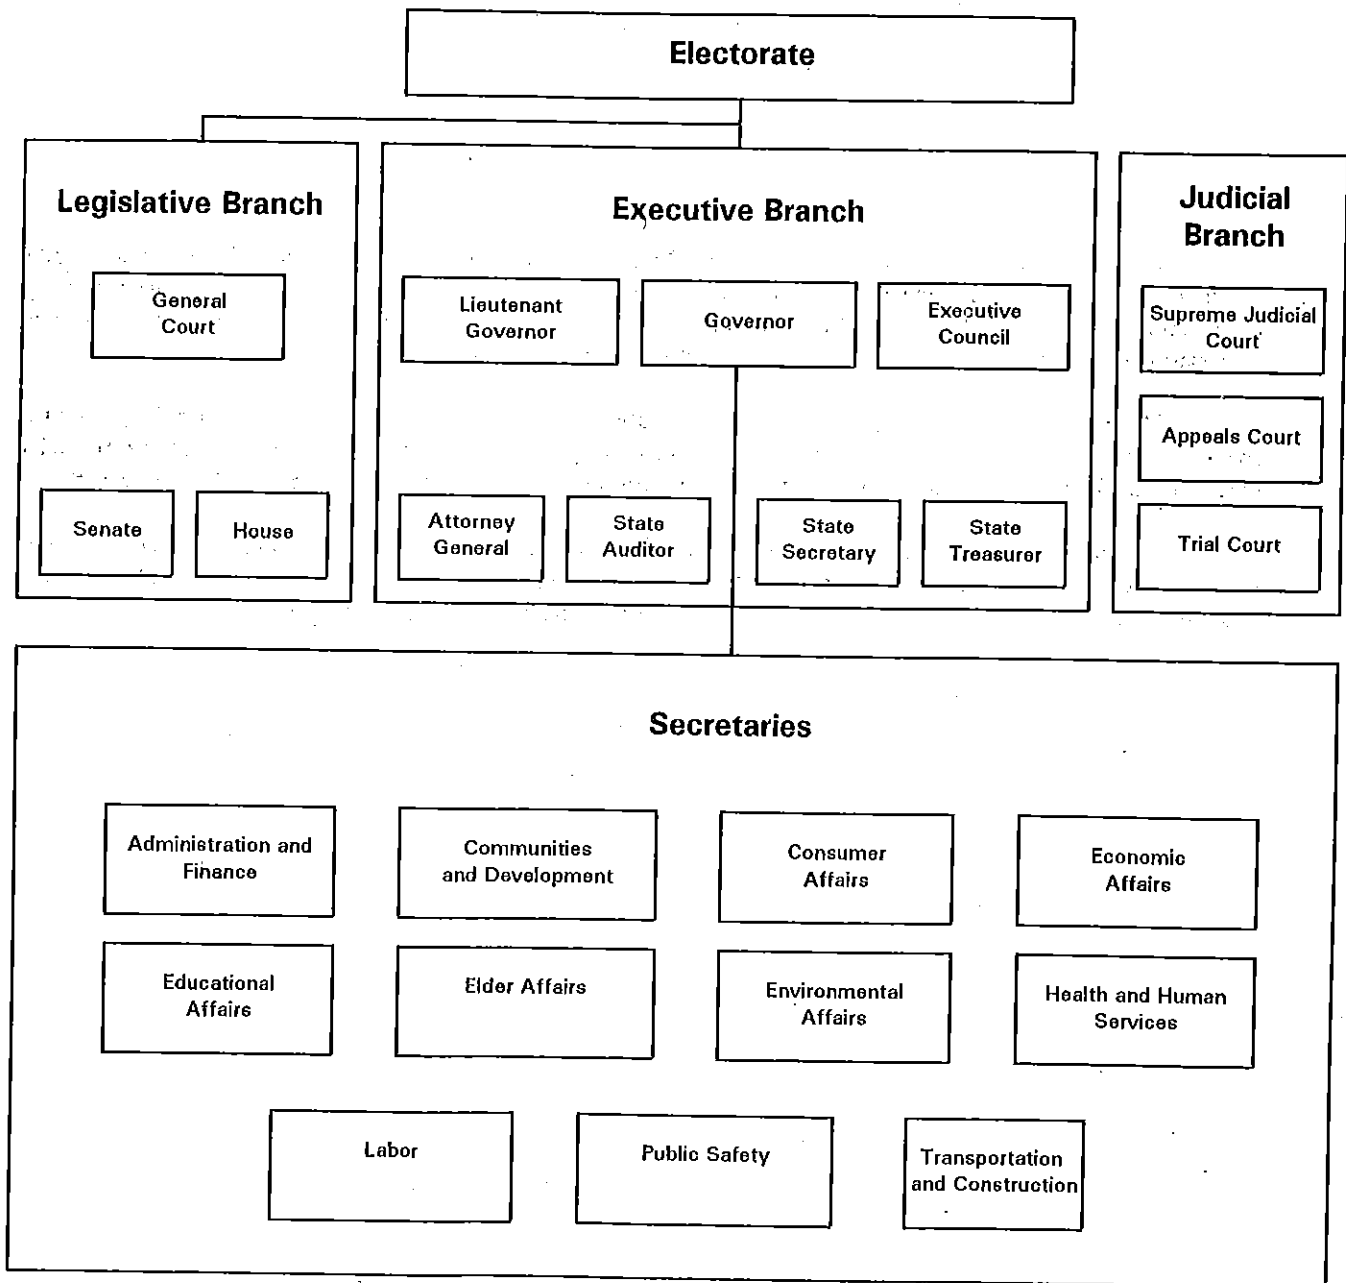 Electorate
Legislative Branch
General
Court
Senate
House
Executive Branch
Lieutenant
Governor
Governor
Executive
Council
Attorney
General
State
Auditor
State
Secretary
State
Treasurer
Judicial
Branch
Supreme Judicial
Court
Appeals Court
Trial Court
Secretaries
Administration and
Finance
Communities
and Development
Consumer
Affairs
Economic
Affairs
Educational
Affairs
Elder Affairs
Environmental
Affairs
Health and Human
Services
Labor
Public Safety
Transportation
and Construction